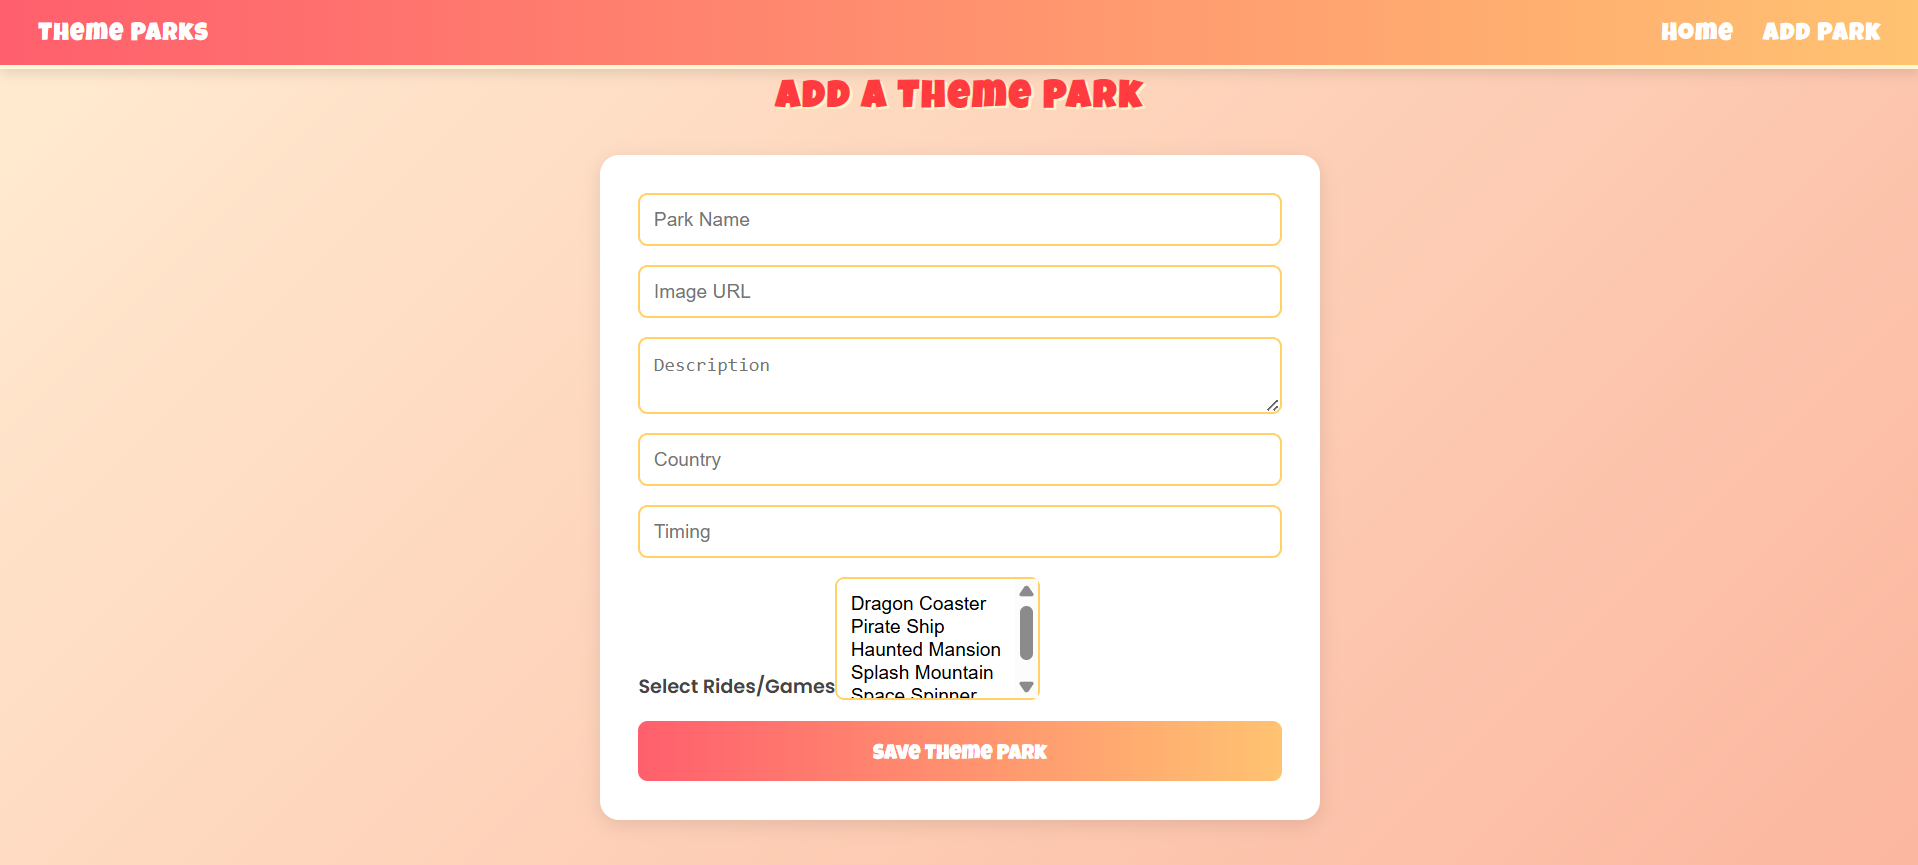 Theme Parks
Home Add Park
Add a Theme Park
Park Name
Image URL
Description
Country
Timing
Dragon Coaster
Pirate Ship
Haunted Mansion
Splash Mountain
Space Spinner
Select Rides/Games
Save Theme Park